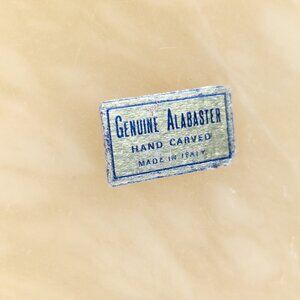 GENUINE ALABASTER
HAND CARVED
MADE IN ITALY